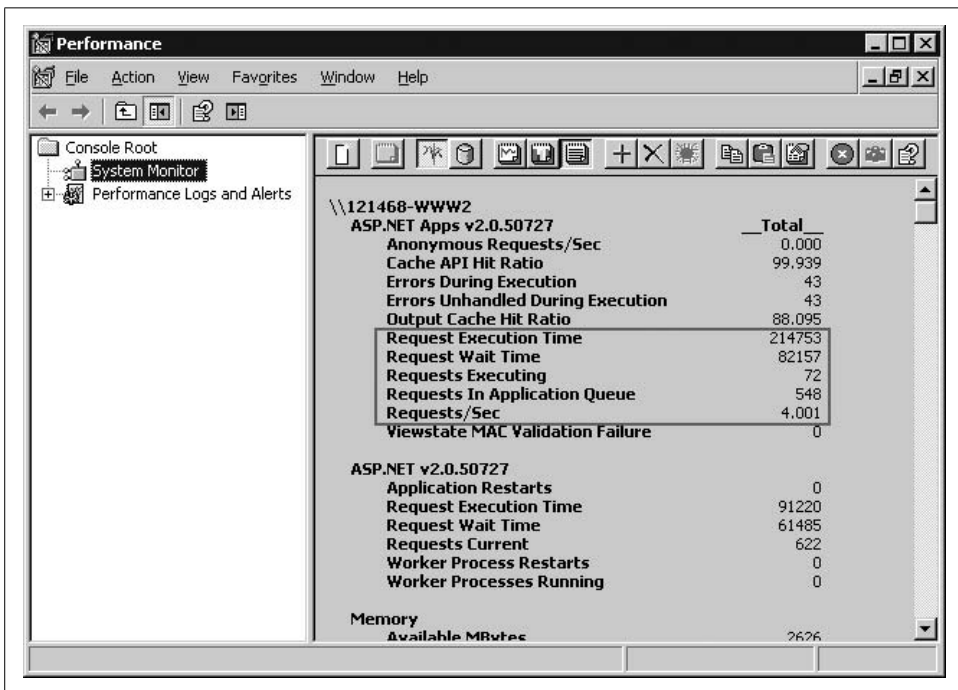 Performance
File Action View Favorites Window Help
Console Root
System Monitor
Performance Logs and Alerts
\\121468-WWW2
ASP.NET Apps v2.0.50727 __Total__
Anonymous Requests/Sec 0.000
Cache API Hit Ratio 99.939
Errors During Execution 43
Errors Unhandled During Execution 43
Output Cache Hit Ratio 88.095
Request Execution Time 214753
Request Wait Time 82157
Requests Executing 72
Requests In Application Queue 548
Requests/Sec 4.001
Viewstate MAC Validation Failure 0
ASP.NET v2.0.50727
Application Restarts 0
Request Execution Time 91220
Request Wait Time 61485
Requests Current 622
Worker Process Restarts 0
Worker Processes Running 0
Memory
Available MBytes 2626